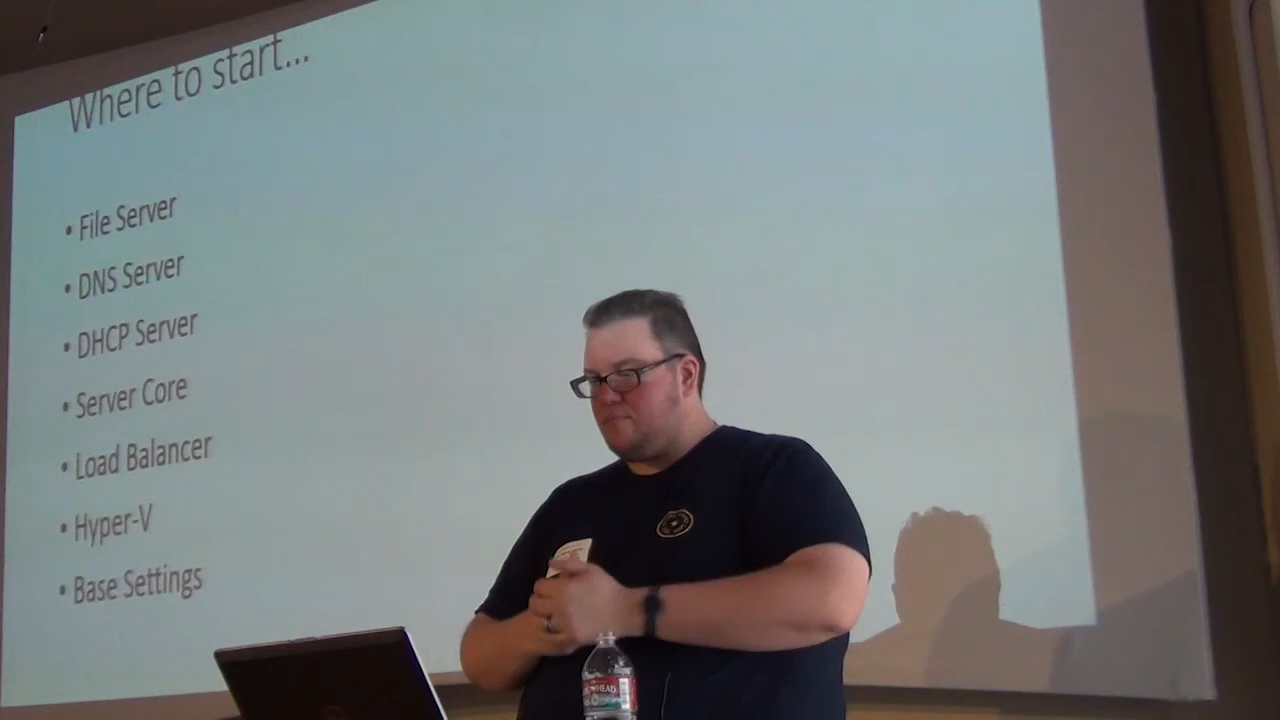 Where to start...
• File Server
• DNS Server
• DHCP Server
• Server Core
• Load Balancer
• Hyper-V
• Base Settings